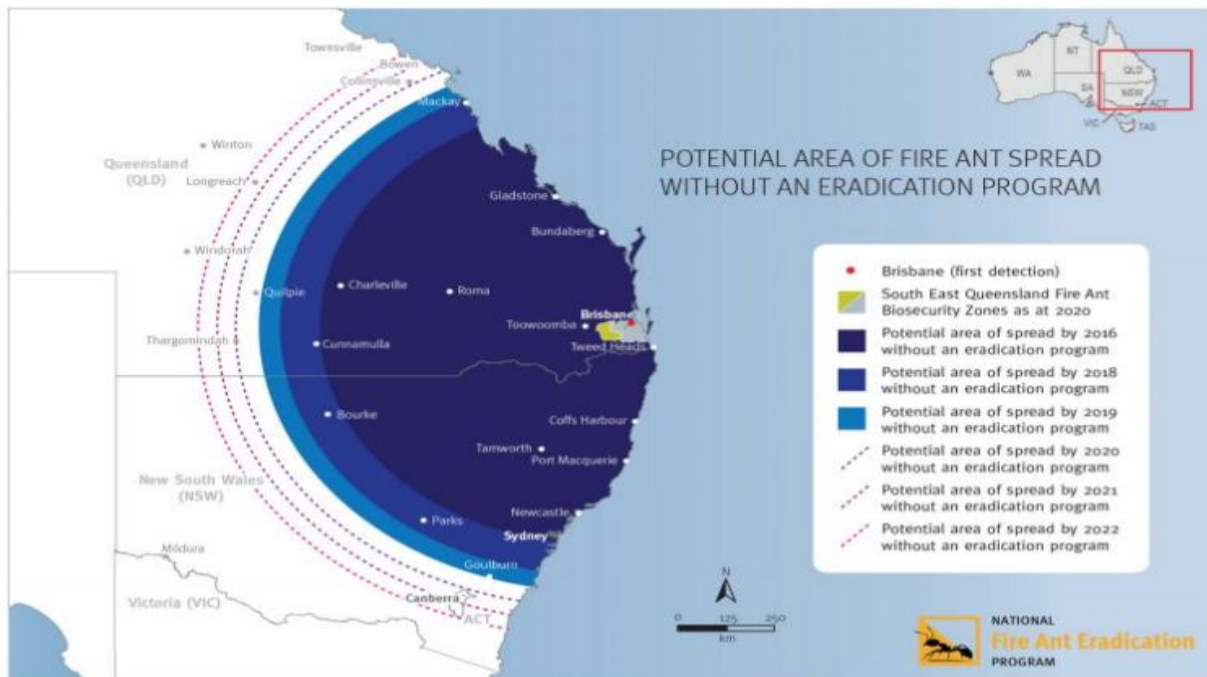 Townsville
Bowen
Collinsville
Mackay
Winton
Queensland
(QLD)
Longreach
Gladstone
Bundaberg
Windorah
Quilpie
Charleville
Roma
Brisbane
Toowoomba
Thargomindah
Cunnamulla
Tweed Heads
Bourke
Coffs Harbour
Tamworth
Port Macquerie
New South Wales
(NSW)
Newcastle
Parks
Sydney
Mildura
Goulburn
Canberra
Victoria (VIC)
ACT
WA
NT
QLD
SA
NSW
ACT
VIC
TAS
POTENTIAL AREA OF FIRE ANT SPREAD
WITHOUT AN ERADICATION PROGRAM
Brisbane (first detection)
South East Queensland Fire Ant
Biosecurity Zones as at 2020
Potential area of spread by 2016
without an eradication program
Potential area of spread by 2018
without an eradication program
Potential area of spread by 2019
without an eradication program
Potential area of spread by 2020
without an eradication program
Potential area of spread by 2021
without an eradication program
Potential area of spread by 2022
without an eradication program
N
0 125 250
km
NATIONAL
Fire Ant Eradication
PROGRAM